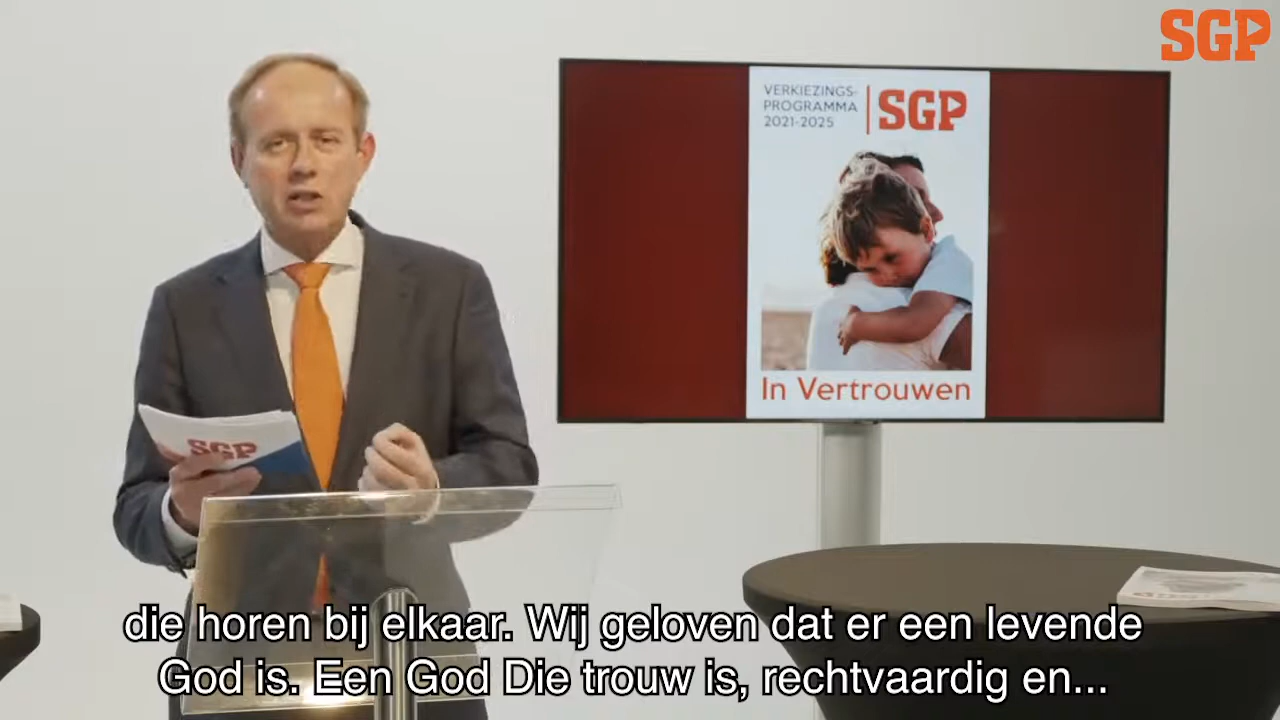 SGP
VERKIEZINGS-
PROGRAMMA
2021-2025
SGP
In Vertrouwen
SGP
die horen bij elkaar. Wij geloven dat er een levende
God is. Een God Die trouw is, rechtvaardig en...